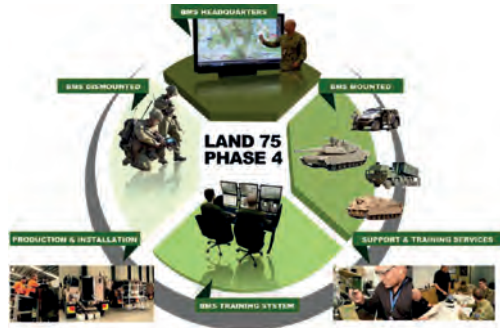 BMS HEADQUARTERS
BMS DISMOUNTED
BMS MOUNTED
LAND 75
PHASE 4
PRODUCTION & INSTALLATION
SUPPORT & TRAINING SERVICES
BMS TRAINING SYSTEM